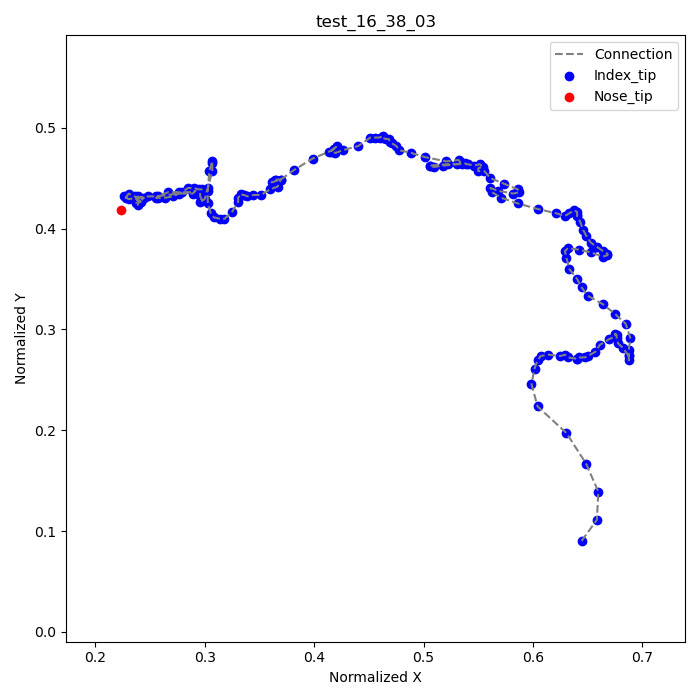 test_16_38_03
Connection
Index_tip
Nose_tip
0.5
0.4
0.3
0.2
0.1
0.0
Normalized Y
0.2 0.3 0.4 0.5 0.6 0.7
Normalized X